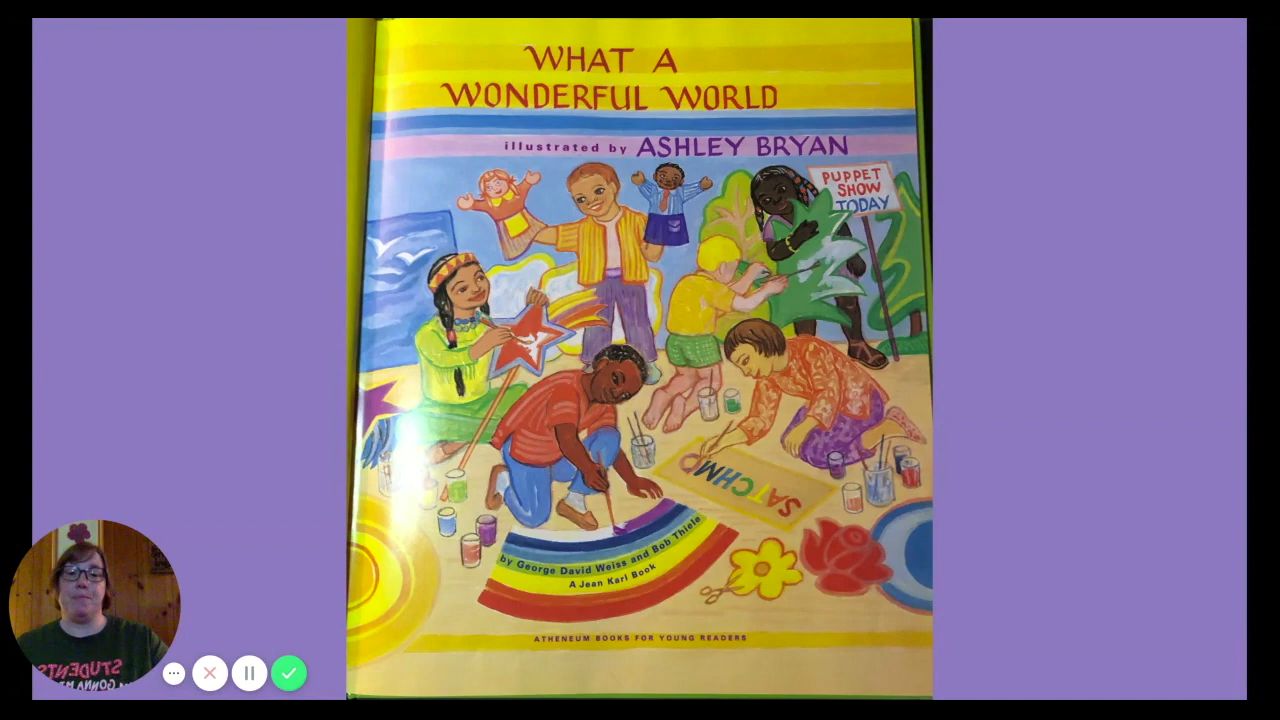 WHAT A
WONDERFUL WORLD
illustrated by ASHLEY BRYAN
PUPPET
SHOW
TODAY
SATCHMO
by George David Weiss and Bob Thiele
A Jean Karl Book
ATHENEUM BOOKS FOR YOUNG READERS
STUDENTS
GONNA